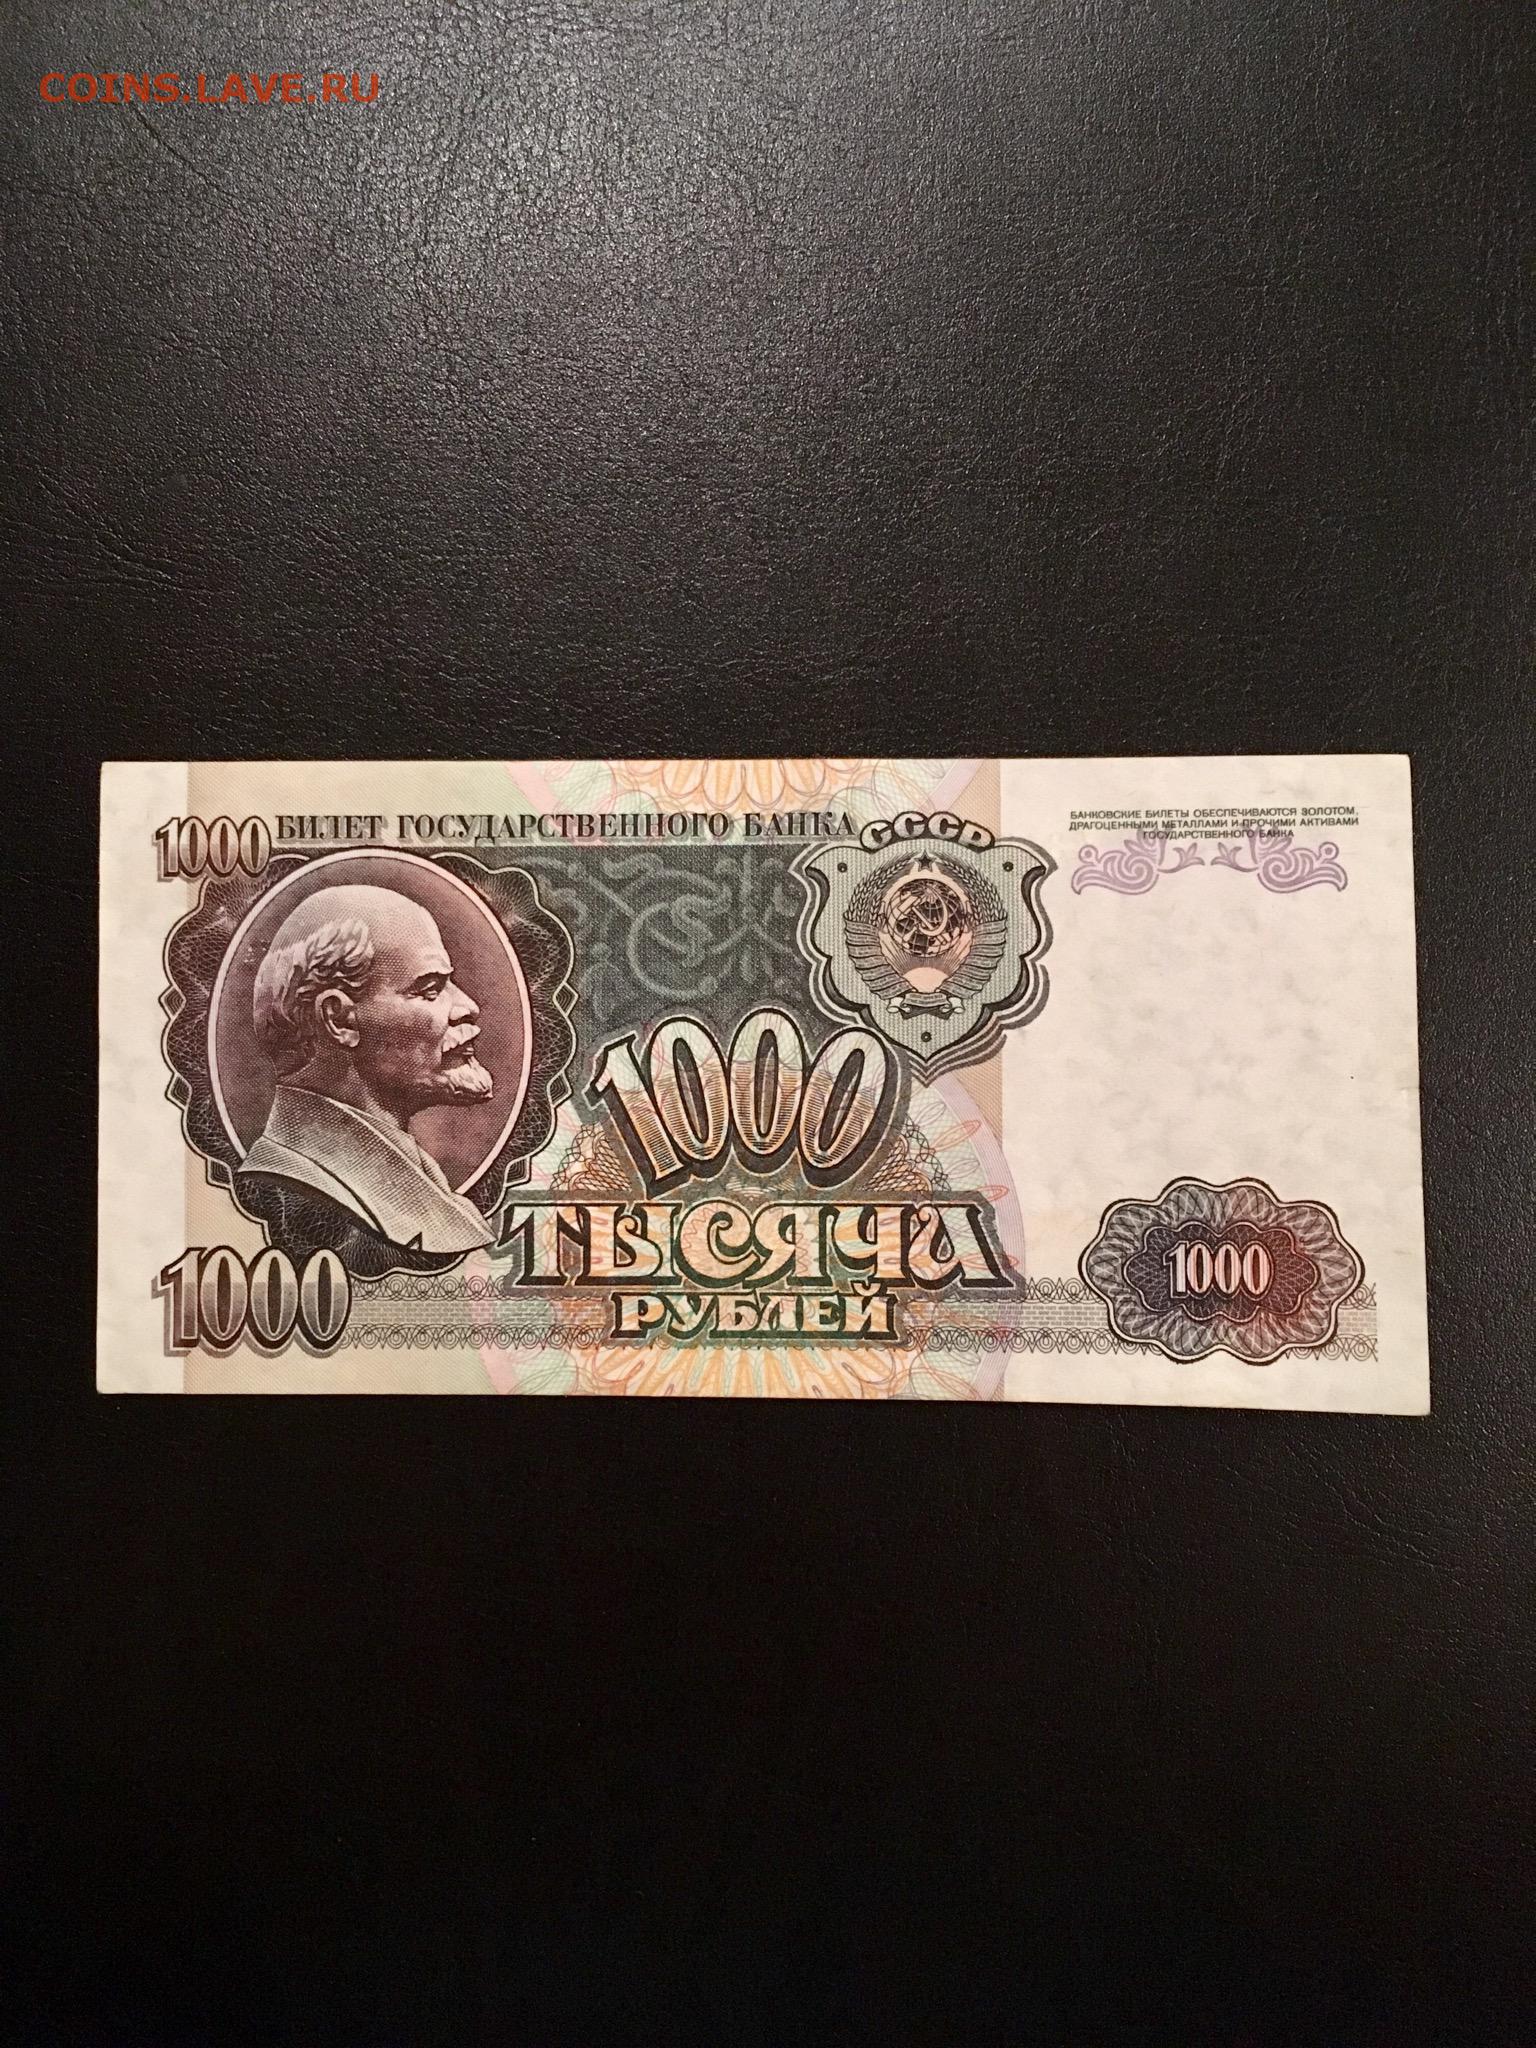 COINS.LAVE.RU
1000 БИЛЕТ ГОСУДАРСТВЕННОГО БАНКА СССР
БАНКОВСКИЕ БИЛЕТЫ ОБЕСПЕЧИВАЮТСЯ ЗОЛОТОМ,
ДРАГОЦЕННЫМИ МЕТАЛЛАМИ И ПРОЧИМИ АКТИВАМИ
ГОСУДАРСТВЕННОГО БАНКА
1000
ТЫСЯЧА
РУБЛЕЙ
1000
1000